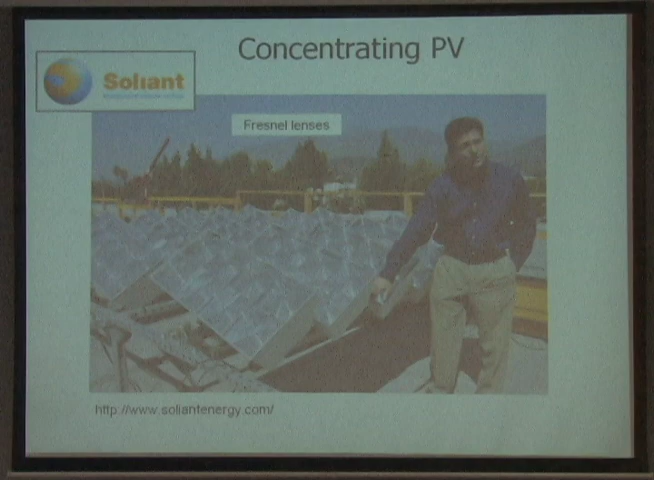 Concentrating PV
Soliant
Fresnel lenses
http://www.soliantenergy.com/